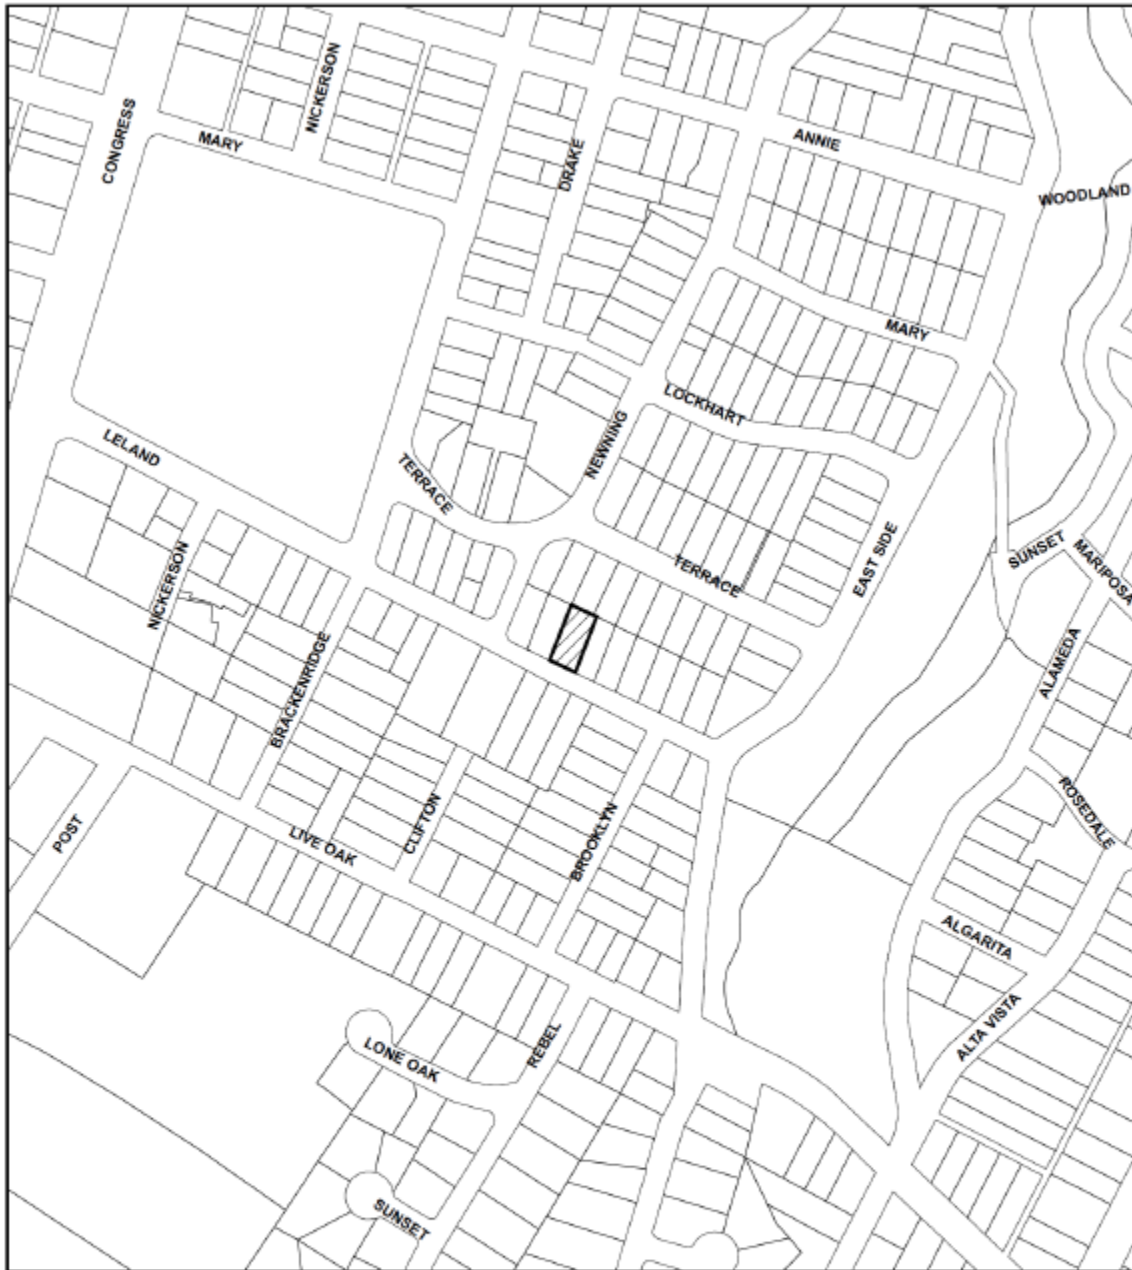 NICKERSON
CONGRESS
MARY
DRAKE
ANNIE
WOODLAND
MARY
LOCKHART
LELAND
NEWNING
TERRACE
EAST SIDE
SUNSET
MARIPOSA
TERRACE
NICKERSON
ALAMEDA
BRACKENRIDGE
ROSEDALE
POST
CLIFTON
BROOKLYN
LIVE OAK
ALGARITA
ALTA VISTA
REBEL
LONE OAK
SUNSET